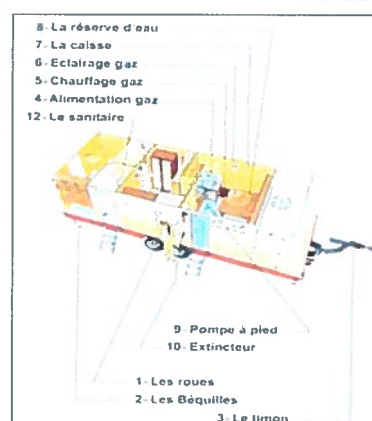 8- La réserve d'eau
7- La caisse
6- Eclairage gaz
5- Chauffage gaz
4- Alimentation gaz
12- Le sanitaire
9- Pompe à pied
10- Extincteur
1- Les roues
2- Les Béquilles
3- Le timon